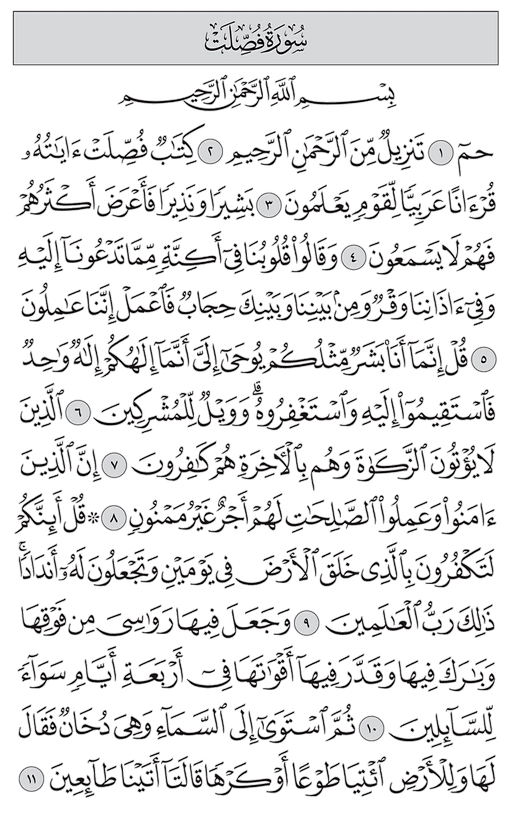 سُورَةُ فُصِّلَتْ
بِسْمِ ٱللَّهِ ٱلرَّحْمَٰنِ ٱلرَّحِيمِ
حمٓ ١ تَنزِيلٌ مِّنَ ٱلرَّحْمَٰنِ ٱلرَّحِيمِ ٢ كِتَٰبٌ فُصِّلَتْ ءَايَٰتُهُۥ
قُرْءَانًا عَرَبِيًّا لِّقَوْمٍ يَعْلَمُونَ ٣ بَشِيرًا وَنَذِيرًا فَأَعْرَضَ أَكْثَرُهُمْ
فَهُمْ لَا يَسْمَعُونَ ٤ وَقَالُوا۟ قُلُوبُنَا فِىٓ أَكِنَّةٍ مِّمَّا تَدْعُونَآ إِلَيْهِ
وَفِىٓ ءَاذَانِنَا وَقْرٌ وَمِنۢ بَيْنِنَا وَبَيْنِكَ حِجَابٌ فَٱعْمَلْ إِنَّنَا عَٰمِلُونَ
٥ قُلْ إِنَّمَآ أَنَا۠ بَشَرٌ مِّثْلُكُمْ يُوحَىٰٓ إِلَىَّ أَنَّمَآ إِلَٰهُكُمْ إِلَٰهٌ وَٰحِدٌ
فَٱسْتَقِيمُوٓا۟ إِلَيْهِ وَٱسْتَغْفِرُوهُ ۗ وَوَيْلٌ لِّلْمُشْرِكِينَ ٦ ٱلَّذِينَ
لَا يُؤْتُونَ ٱلزَّكَوٰةَ وَهُم بِٱلْءَاخِرَةِ هُمْ كَٰفِرُونَ ٧ إِنَّ ٱلَّذِينَ
ءَامَنُوا۟ وَعَمِلُوا۟ ٱلصَّٰلِحَٰتِ لَهُمْ أَجْرٌ غَيْرُ مَمْنُونٍ ٨ ۞ قُلْ أَئِنَّكُمْ
لَتَكْفُرُونَ بِٱلَّذِى خَلَقَ ٱلْأَرْضَ فِى يَوْمَيْنِ وَتَجْعَلُونَ لَهُۥٓ أَندَادًا ۚ
ذَٰلِكَ رَبُّ ٱلْعَٰلَمِينَ ٩ وَجَعَلَ فِيهَا رَوَٰسِىَ مِن فَوْقِهَا
وَبَٰرَكَ فِيهَا وَقَدَّرَ فِيهَآ أَقْوَٰتَهَا فِىٓ أَرْبَعَةِ أَيَّامٍ سَوَآءً
لِّلسَّآئِلِينَ ١٠ ثُمَّ ٱسْتَوَىٰٓ إِلَى ٱلسَّمَآءِ وَهِىَ دُخَانٌ فَقَالَ
لَهَا وَلِلْأَرْضِ ٱئْتِيَا طَوْعًا أَوْ كَرْهًا قَالَتَآ أَتَيْنَا طَآئِعِينَ ١١